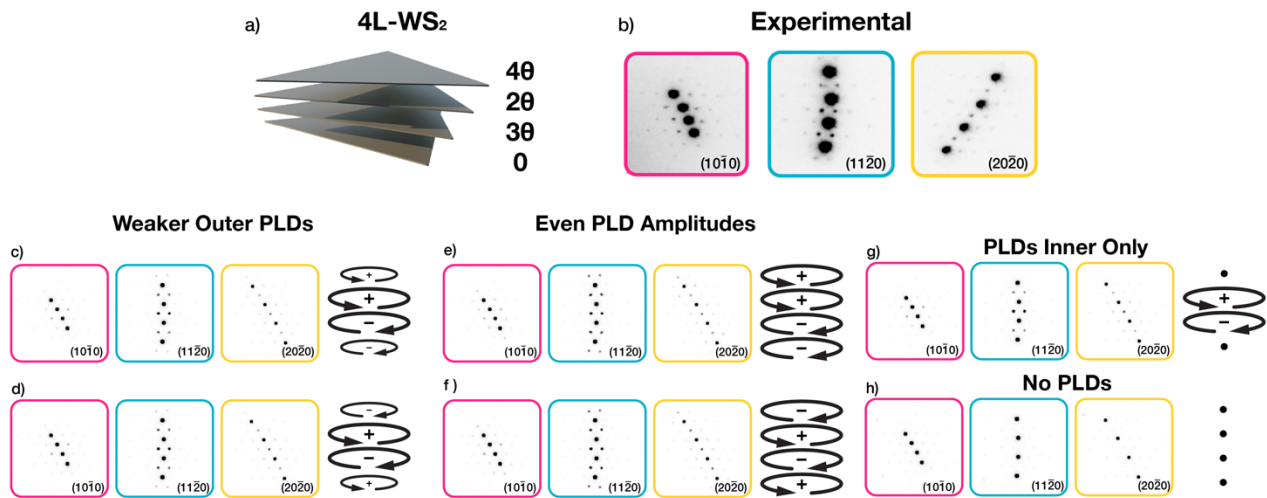 a)
4L-WS₂
4θ
2θ
3θ
0
b)
Experimental
(101̄0)
(112̄0)
(202̄0)
Weaker Outer PLDs
c)
(101̄0)
(112̄0)
(202̄0)
+
+
−
−
d)
(101̄0)
(112̄0)
(202̄0)
−
+
−
+
Even PLD Amplitudes
e)
(101̄0)
(112̄0)
(202̄0)
+
+
−
−
f)
(101̄0)
(112̄0)
(202̄0)
−
+
−
+
PLDs Inner Only
g)
(101̄0)
(112̄0)
(202̄0)
+
−
No PLDs
h)
(101̄0)
(112̄0)
(202̄0)